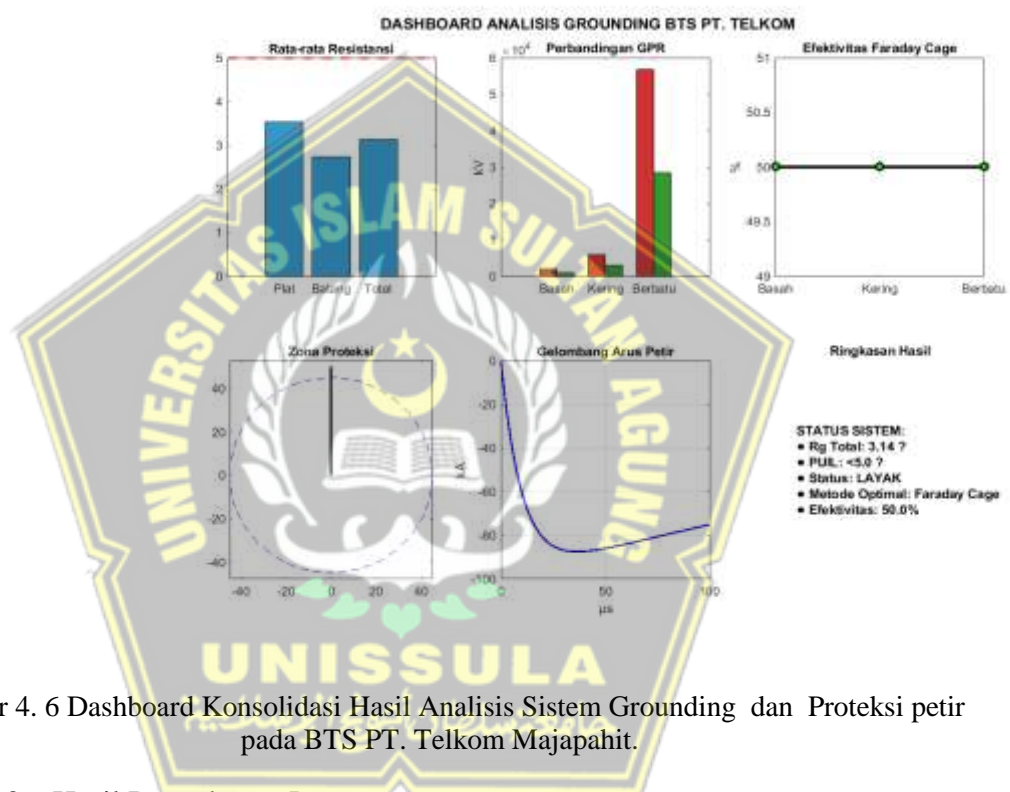 DASHBOARD ANALISIS GROUNDING BTS PT. TELKOM
Rata-rata Resistansi
5
4
3
2
1
0
Plat Batang Total
× 10⁴ Perbandingan GPR
6
5
4
3
2
1
0
kV
Basah Kering Berbatu
Efektivitas Faraday Cage
51
50.5
50
49.5
49
%
Basah Kering Berbatu
Zona Proteksi
40
20
0
-20
-40
-40 -20 0 20 40
Gelombang Arus Petir
0
-20
-40
-60
-80
-100
kA
0 50 100
µs
Ringkasan Hasil
STATUS SISTEM:
● Rg Total: 3.14 ?
● PUIL: <5.0 ?
● Status: LAYAK
● Metode Optimal: Faraday Cage
● Efektivitas: 50.0%
UNIVERSITAS ISLAM SULTAN AGUNG
UNISSULA
r 4. 6 Dashboard Konsolidasi Hasil Analisis Sistem Grounding dan Proteksi petir
pada BTS PT. Telkom Majapahit.